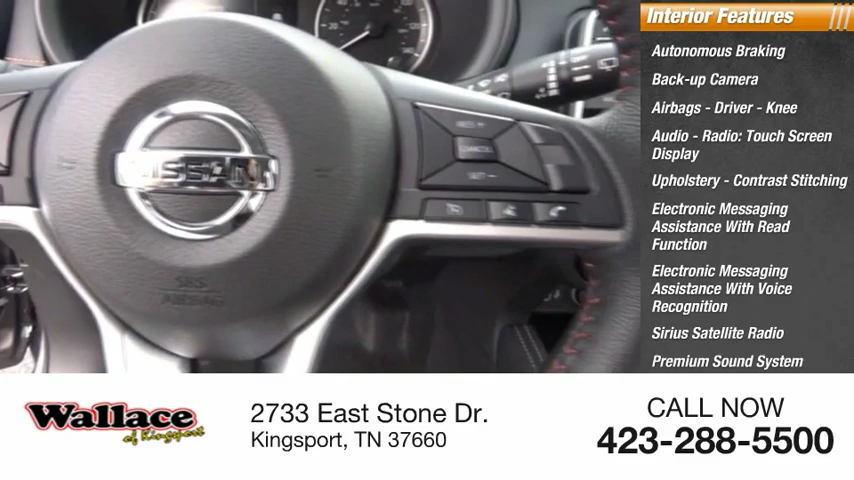 Interior Features
Autonomous Braking
Back-up Camera
Airbags - Driver - Knee
Audio - Radio: Touch Screen
Display
Upholstery - Contrast Stitching
Electronic Messaging
Assistance With Read
Function
Electronic Messaging
Assistance With Voice
Recognition
Sirius Satellite Radio
Premium Sound System
NISSAN
CANCEL
SET -
SRS
AIRBAG
Wallace
of Kingsport
2733 East Stone Dr.
Kingsport, TN 37660
CALL NOW
423-288-5500